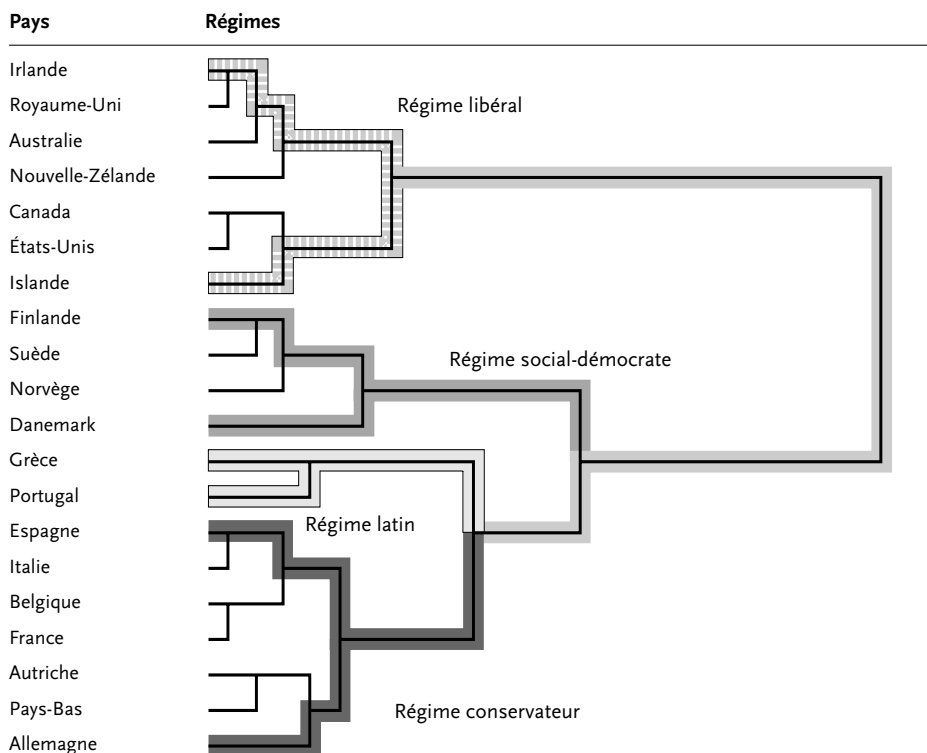 Pays Régimes
Irlande
Royaume-Uni
Régime libéral
Australie
Nouvelle-Zélande
Canada
États-Unis
Islande
Finlande
Suède
Régime social-démocrate
Norvège
Danemark
Grèce
Portugal
Régime latin
Espagne
Italie
Belgique
France
Autriche
Pays-Bas
Régime conservateur
Allemagne